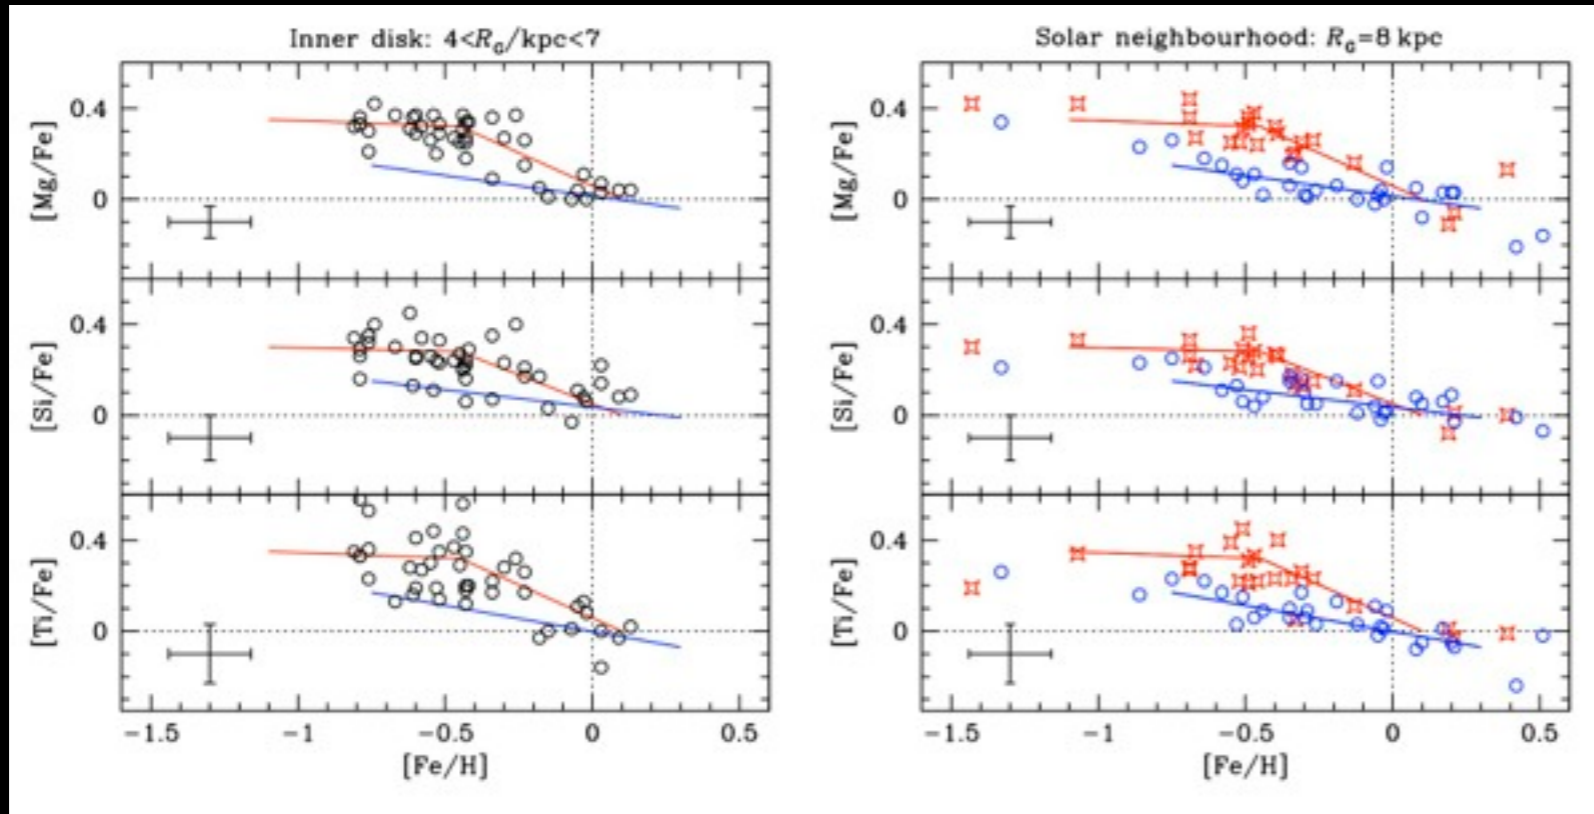 Inner disk: 4<R_G/kpc<7
Solar neighbourhood: R_G=8 kpc
[Mg/Fe]
0.4
0
[Si/Fe]
0.4
0
[Ti/Fe]
0.4
0
−1.5 −1 −0.5 0 0.5
[Fe/H]
[Mg/Fe]
0.4
0
[Si/Fe]
0.4
0
[Ti/Fe]
0.4
0
−1.5 −1 −0.5 0 0.5
[Fe/H]